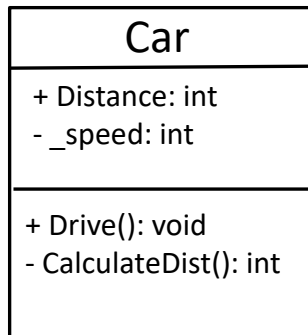 Car
+ Distance: int
- _speed: int
+ Drive(): void
- CalculateDist(): int